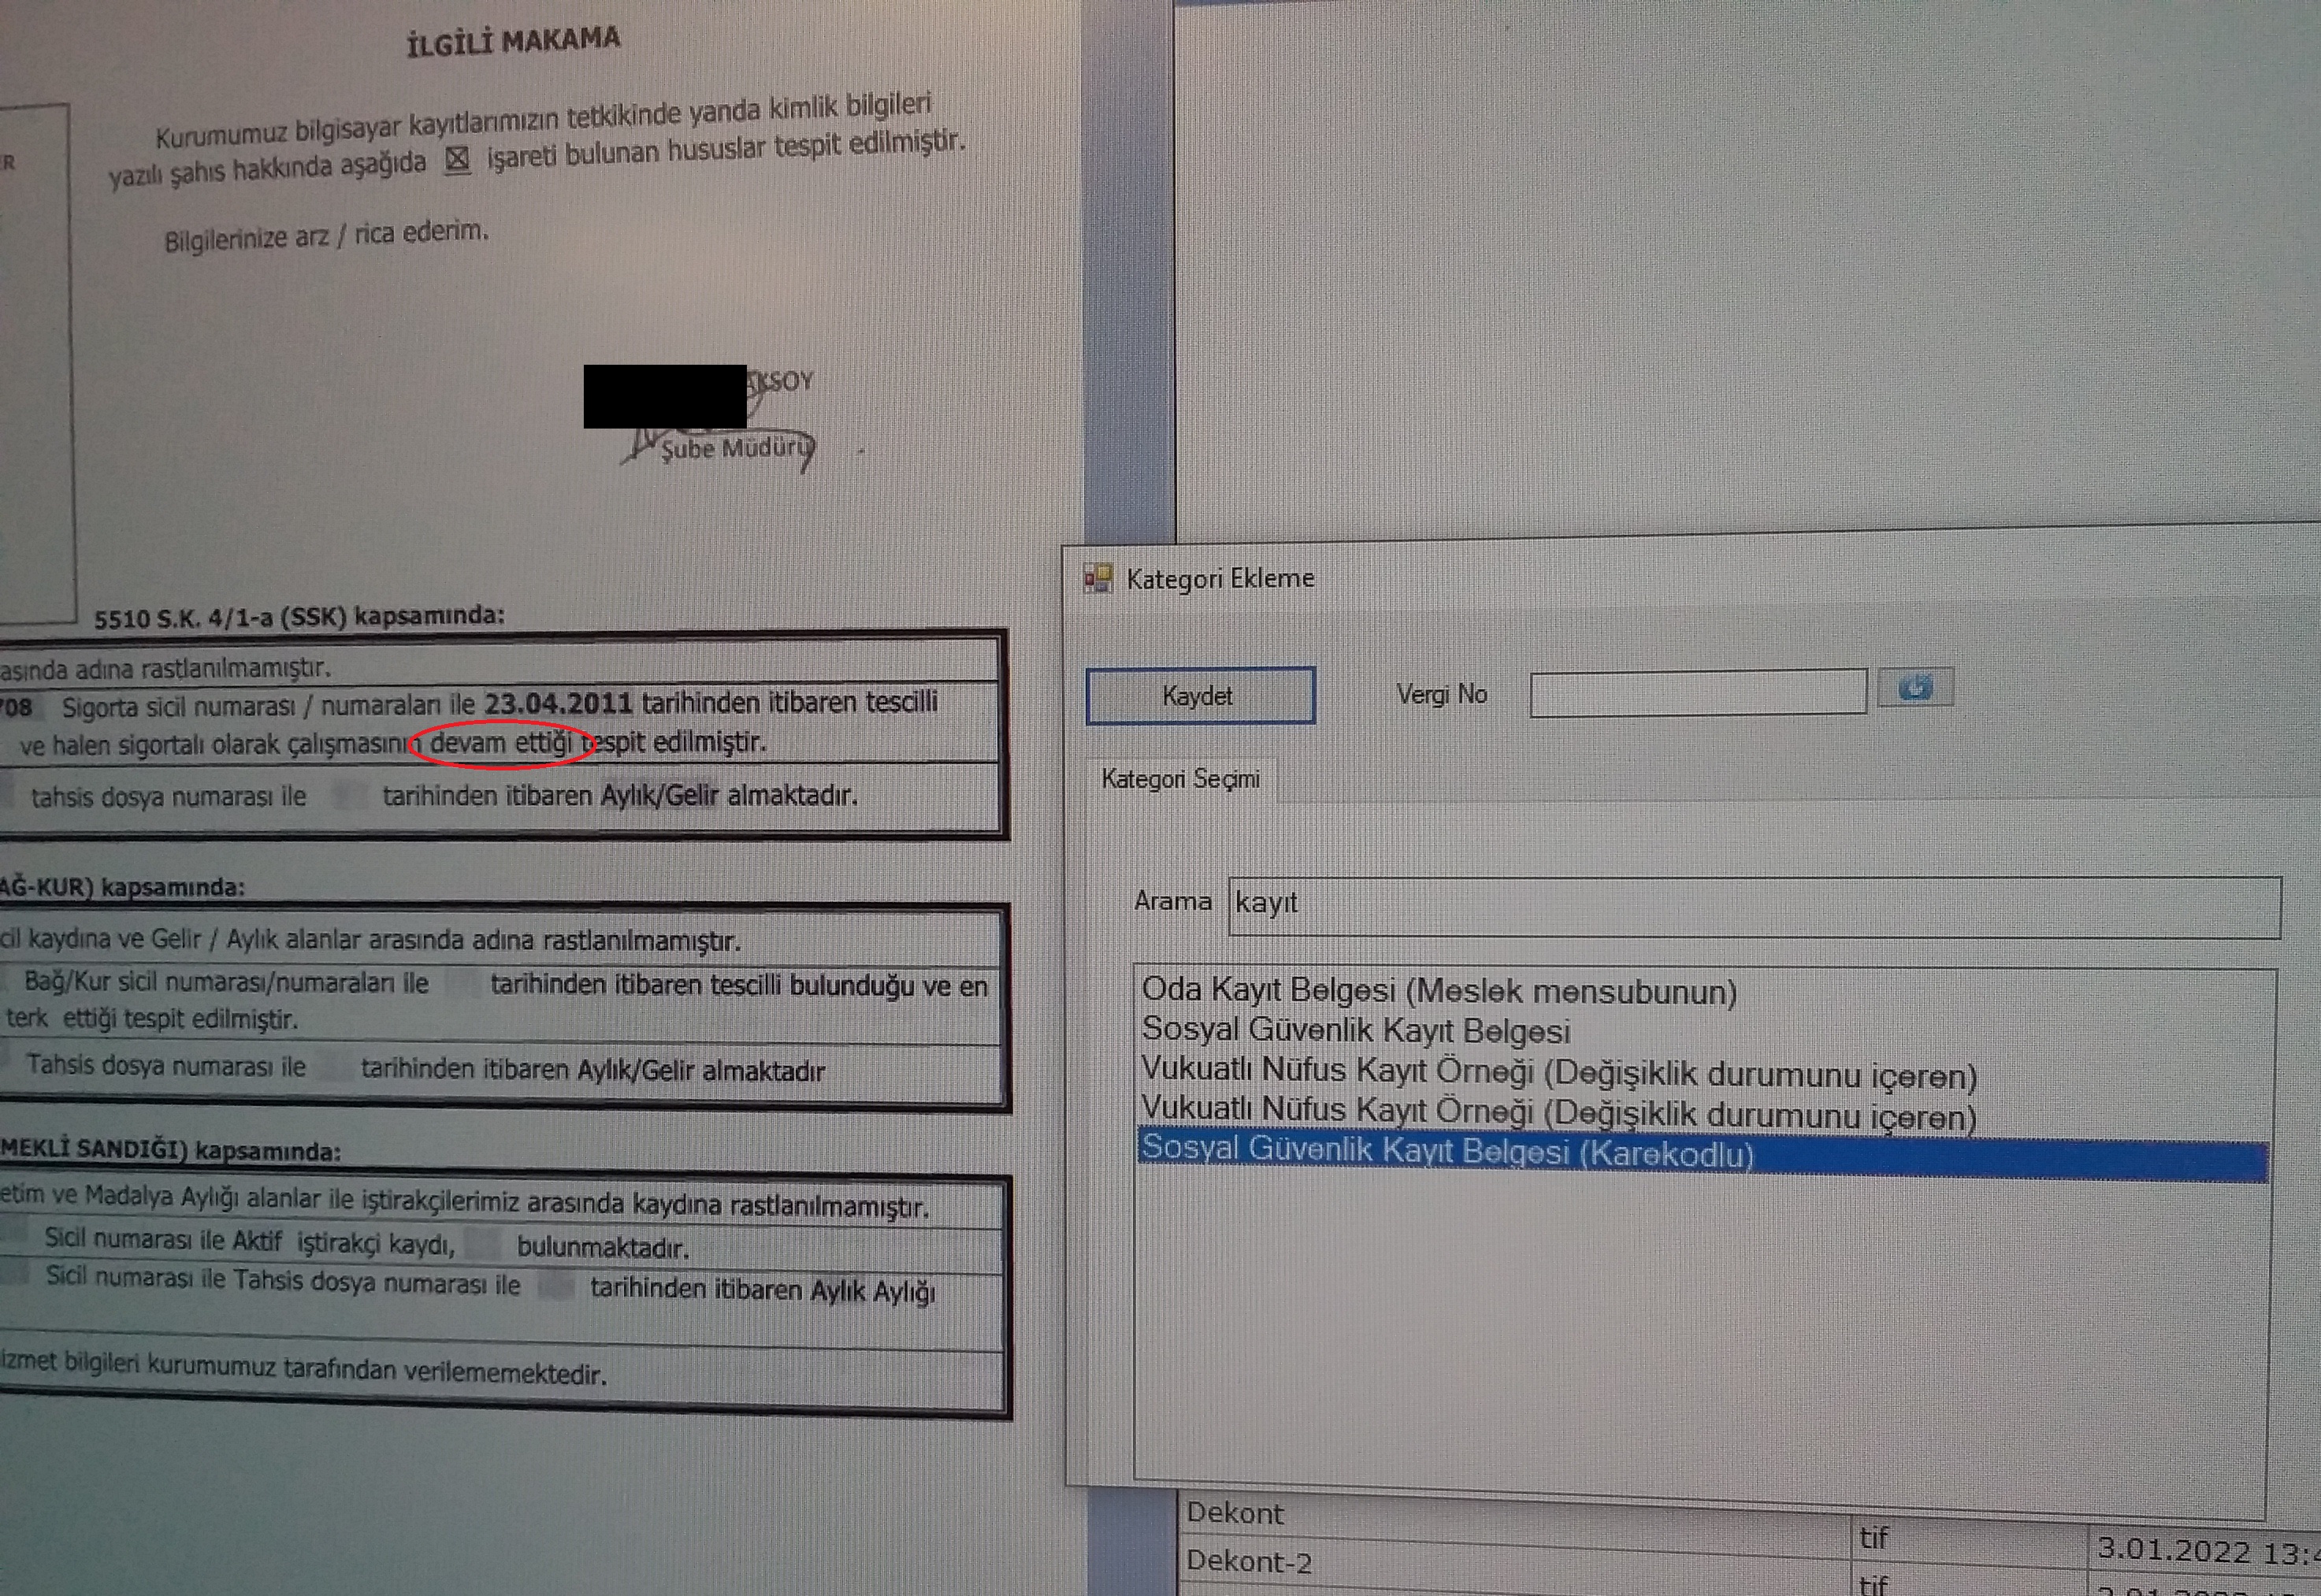 İLGİLİ MAKAMA
R
Kurumumuz bilgisayar kayıtlarımızın tetkikinde yanda kimlik bilgileri
yazılı şahıs hakkında aşağıda ☒ işareti bulunan hususlar tespit edilmiştir.
Bilgilerinize arz / rica ederim.
AKSOY
Şube Müdürü
5510 S.K. 4/1-a (SSK) kapsamında:
asında adına rastlanılmamıştır.
708 Sigorta sicil numarası / numaraları ile 23.04.2011 tarihinden itibaren tescilli
ve halen sigortalı olarak çalışmasının devam ettiği tespit edilmiştir.
tahsis dosya numarası ile tarihinden itibaren Aylık/Gelir almaktadır.
AĞ-KUR) kapsamında:
cil kaydına ve Gelir / Aylık alanlar arasında adına rastlanılmamıştır.
Bağ/Kur sicil numarası/numaraları ile tarihinden itibaren tescilli bulunduğu ve en
terk ettiği tespit edilmiştir.
Tahsis dosya numarası ile tarihinden itibaren Aylık/Gelir almaktadır
MEKLİ SANDIĞI) kapsamında:
etim ve Madalya Aylığı alanlar ile iştirakçilerimiz arasında kaydına rastlanılmamıştır.
Sicil numarası ile Aktif iştirakçi kaydı, bulunmaktadır.
Sicil numarası ile Tahsis dosya numarası ile tarihinden itibaren Aylık Aylığı
izmet bilgileri kurumumuz tarafından verilememektedir.
Kategori Ekleme
Kaydet Vergi No
Kategori Seçimi
Arama kayıt
Oda Kayıt Belgesi (Meslek mensubunun)
Sosyal Güvenlik Kayıt Belgesi
Vukuatlı Nüfus Kayıt Örneği (Değişiklik durumunu içeren)
Vukuatlı Nüfus Kayıt Örneği (Değişiklik durumunu içeren)
Sosyal Güvenlik Kayıt Belgesi (Karekodlu)
Dekont tif 3.01.2022 13:4
Dekont-2 tif